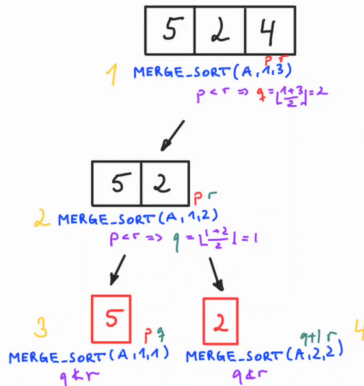 5 2 4
p r
1 MERGE_SORT(A,1,3)
p < r => q = ⌊(1+3)/2⌋ = 2
5 2
p r
2 MERGE_SORT(A,1,2)
p < r => q = ⌊(1+2)/2⌋ = 1
3 5 p q
MERGE_SORT(A,1,1)
q ≮ r
2 q+1 r 4
MERGE_SORT(A,2,2)
q ≮ r